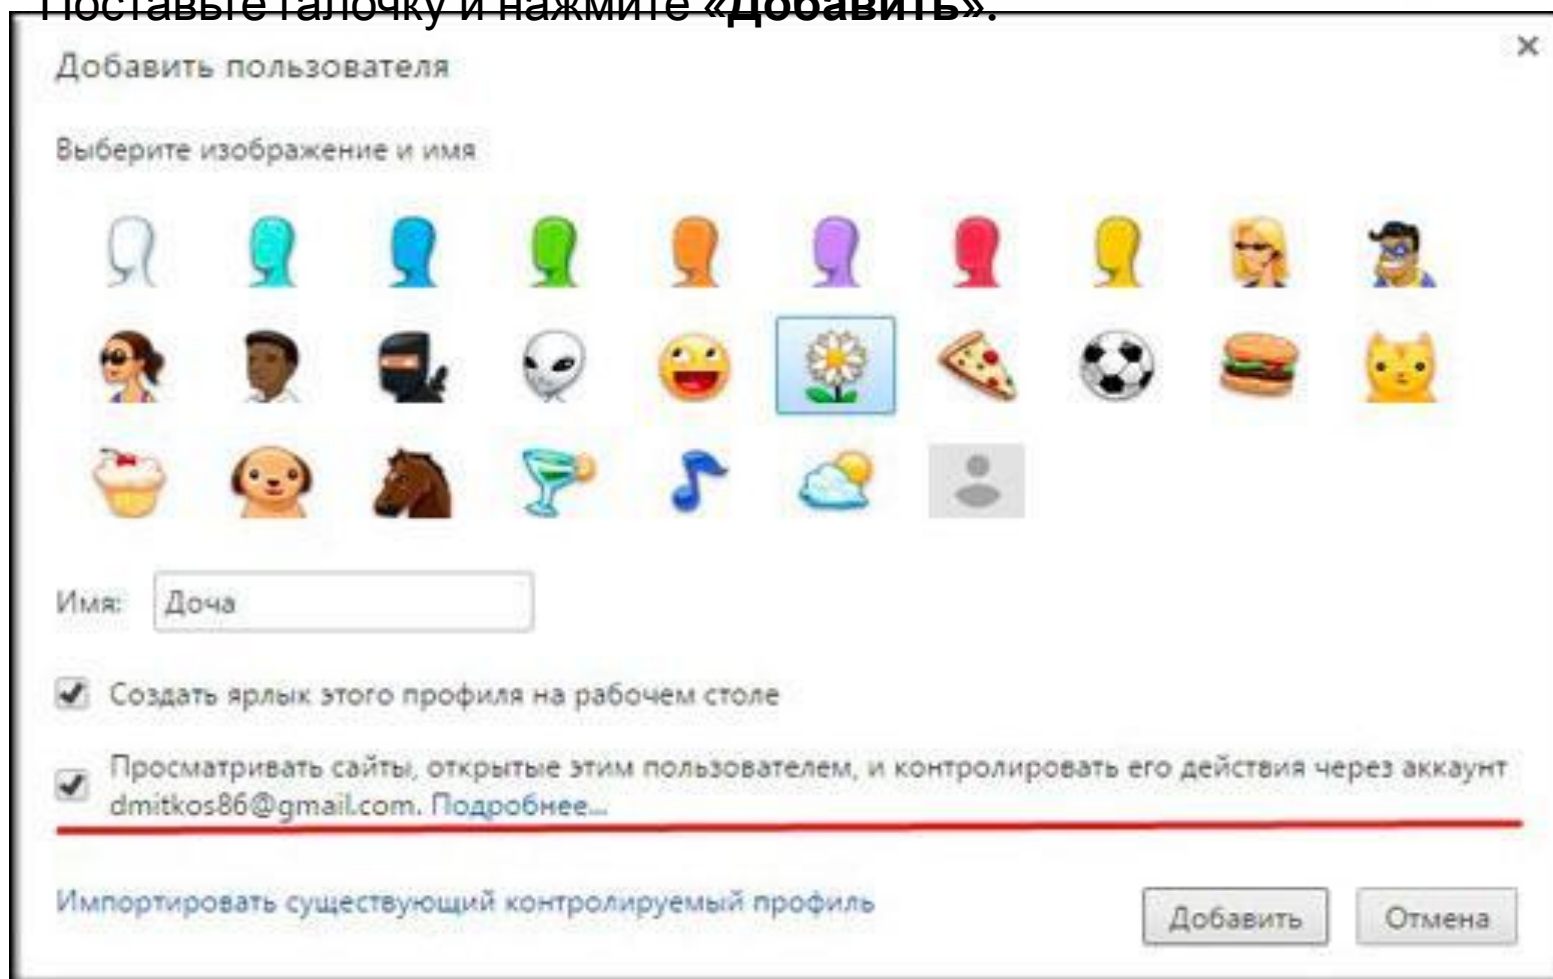 Поставьте галочку и нажмите «Добавить».
Добавить пользователя
Выберите изображение и имя
Имя: Доча
Создать ярлык этого профиля на рабочем столе
Просматривать сайты, открытые этим пользователем, и контролировать его действия через аккаунт
dmitkos86@gmail.com. Подробнее...
Импортировать существующий контролируемый профиль
Добавить Отмена